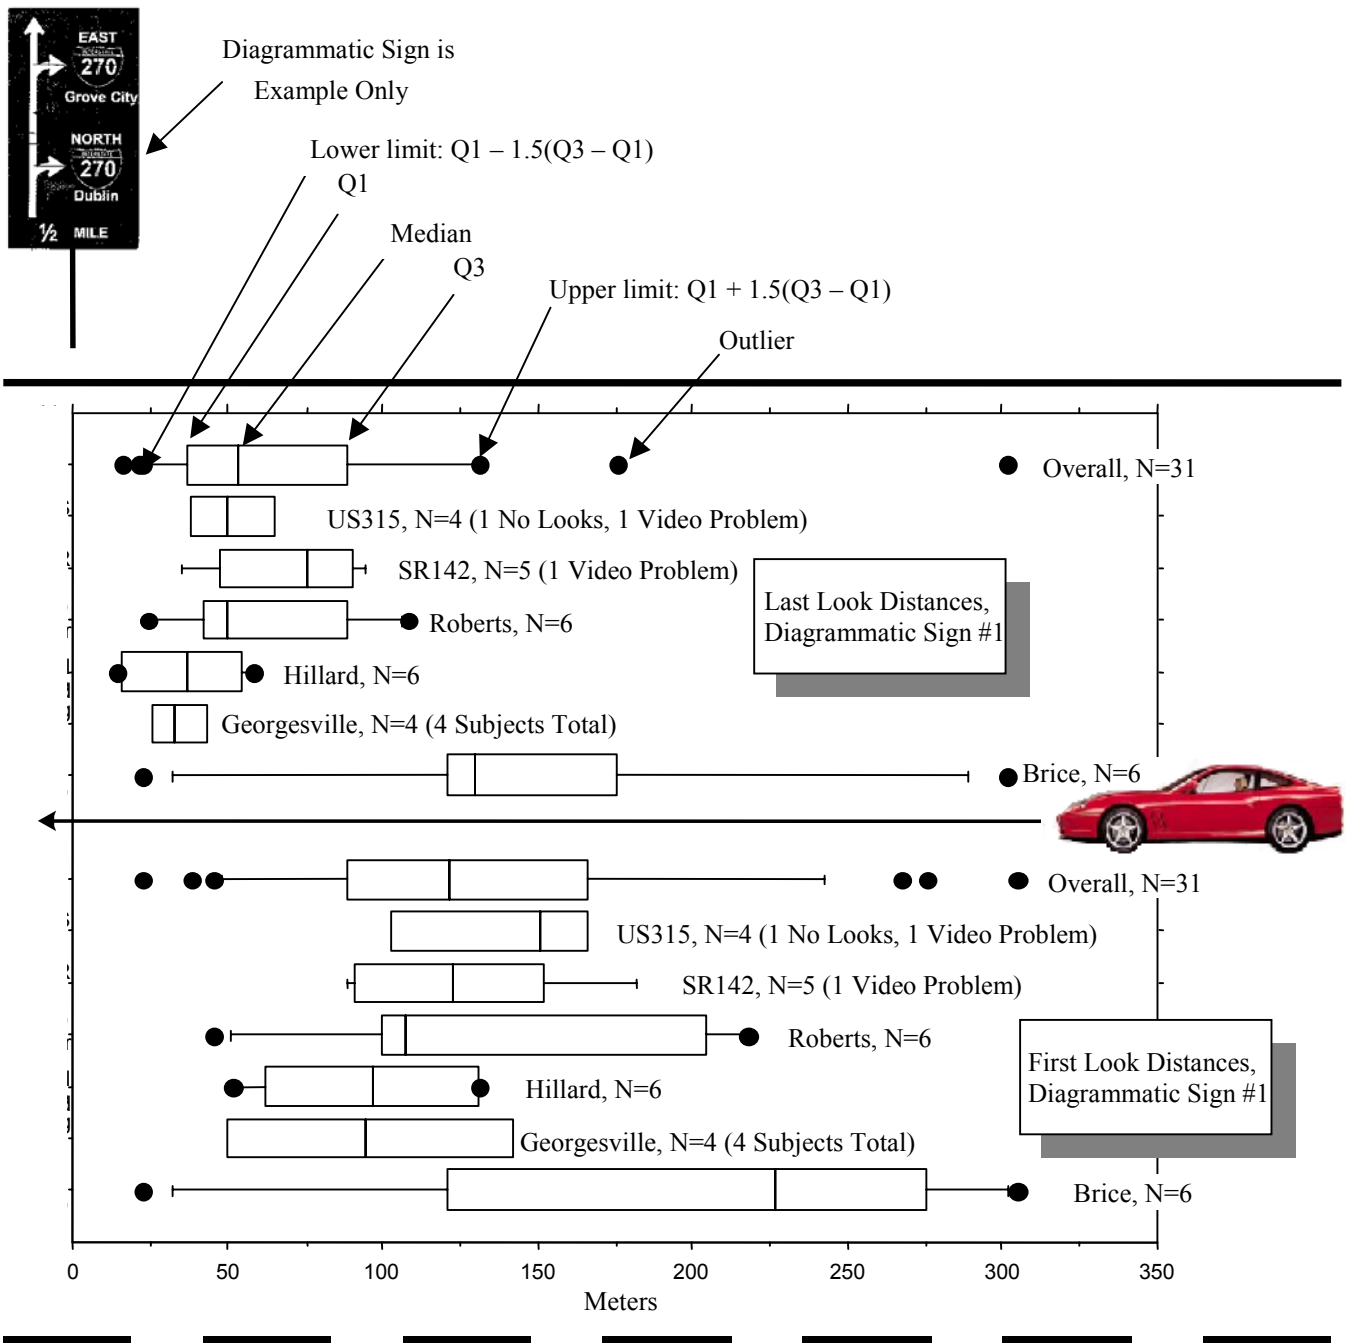 EAST
INTERSTATE
270
Grove City
NORTH
INTERSTATE
270
Dublin
½ MILE
Diagrammatic Sign is
Example Only
Lower limit: Q1 – 1.5(Q3 – Q1)
Q1
Median
Q3
Upper limit: Q1 + 1.5(Q3 – Q1)
Outlier
Overall, N=31
US315, N=4 (1 No Looks, 1 Video Problem)
SR142, N=5 (1 Video Problem)
Last Look Distances,
Diagrammatic Sign #1
Roberts, N=6
Hillard, N=6
Georgesville, N=4 (4 Subjects Total)
Brice, N=6
Overall, N=31
US315, N=4 (1 No Looks, 1 Video Problem)
SR142, N=5 (1 Video Problem)
Roberts, N=6
First Look Distances,
Diagrammatic Sign #1
Hillard, N=6
Georgesville, N=4 (4 Subjects Total)
Brice, N=6
0 50 100 150 200 250 300 350
Meters